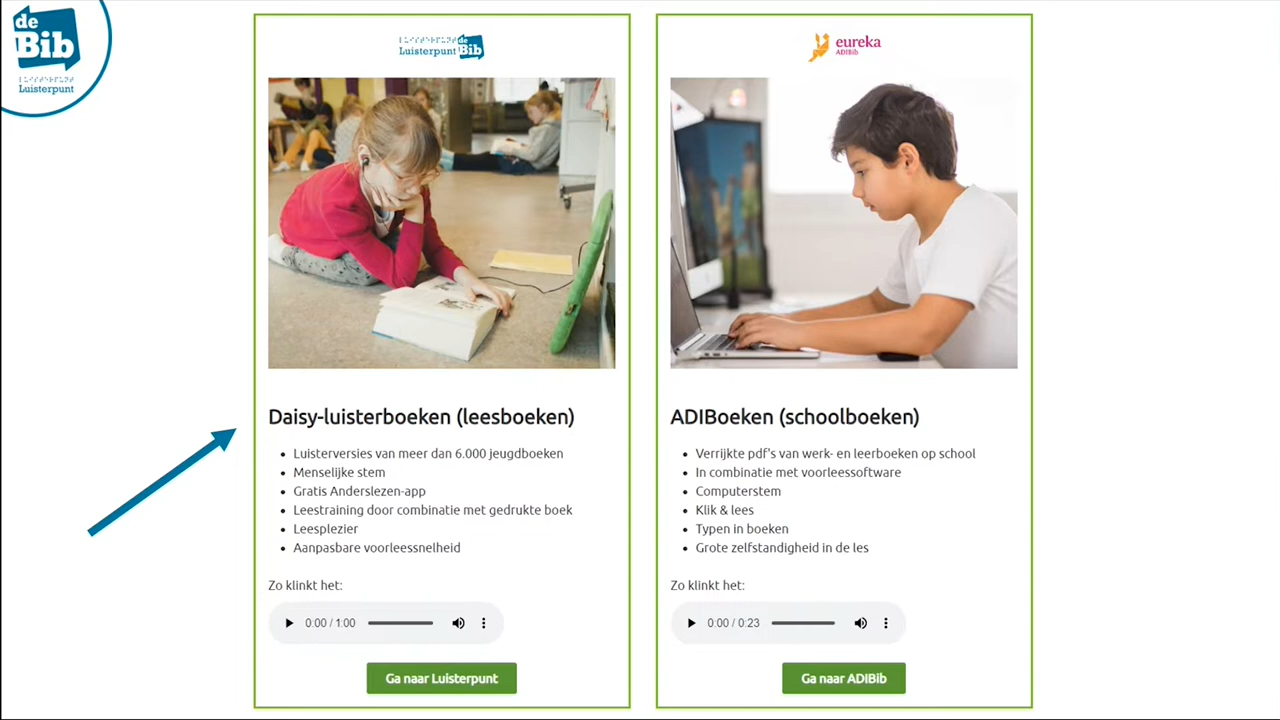 de
Bib
Luisterpunt
Luisterpunt
de
Bib
Daisy-luisterboeken (leesboeken)
Luisterversies van meer dan 6.000 jeugdboeken
Menselijke stem
Gratis Anderslezen-app
Leestraining door combinatie met gedrukte boek
Leesplezier
Aanpasbare voorleessnelheid
Zo klinkt het:
0:00 / 1:00
Ga naar Luisterpunt
eureka
ADIBib
ADIBoeken (schoolboeken)
Verrijkte pdf's van werk- en leerboeken op school
In combinatie met voorleessoftware
Computerstem
Klik & lees
Typen in boeken
Grote zelfstandigheid in de les
Zo klinkt het:
0:00 / 0:23
Ga naar ADIBib